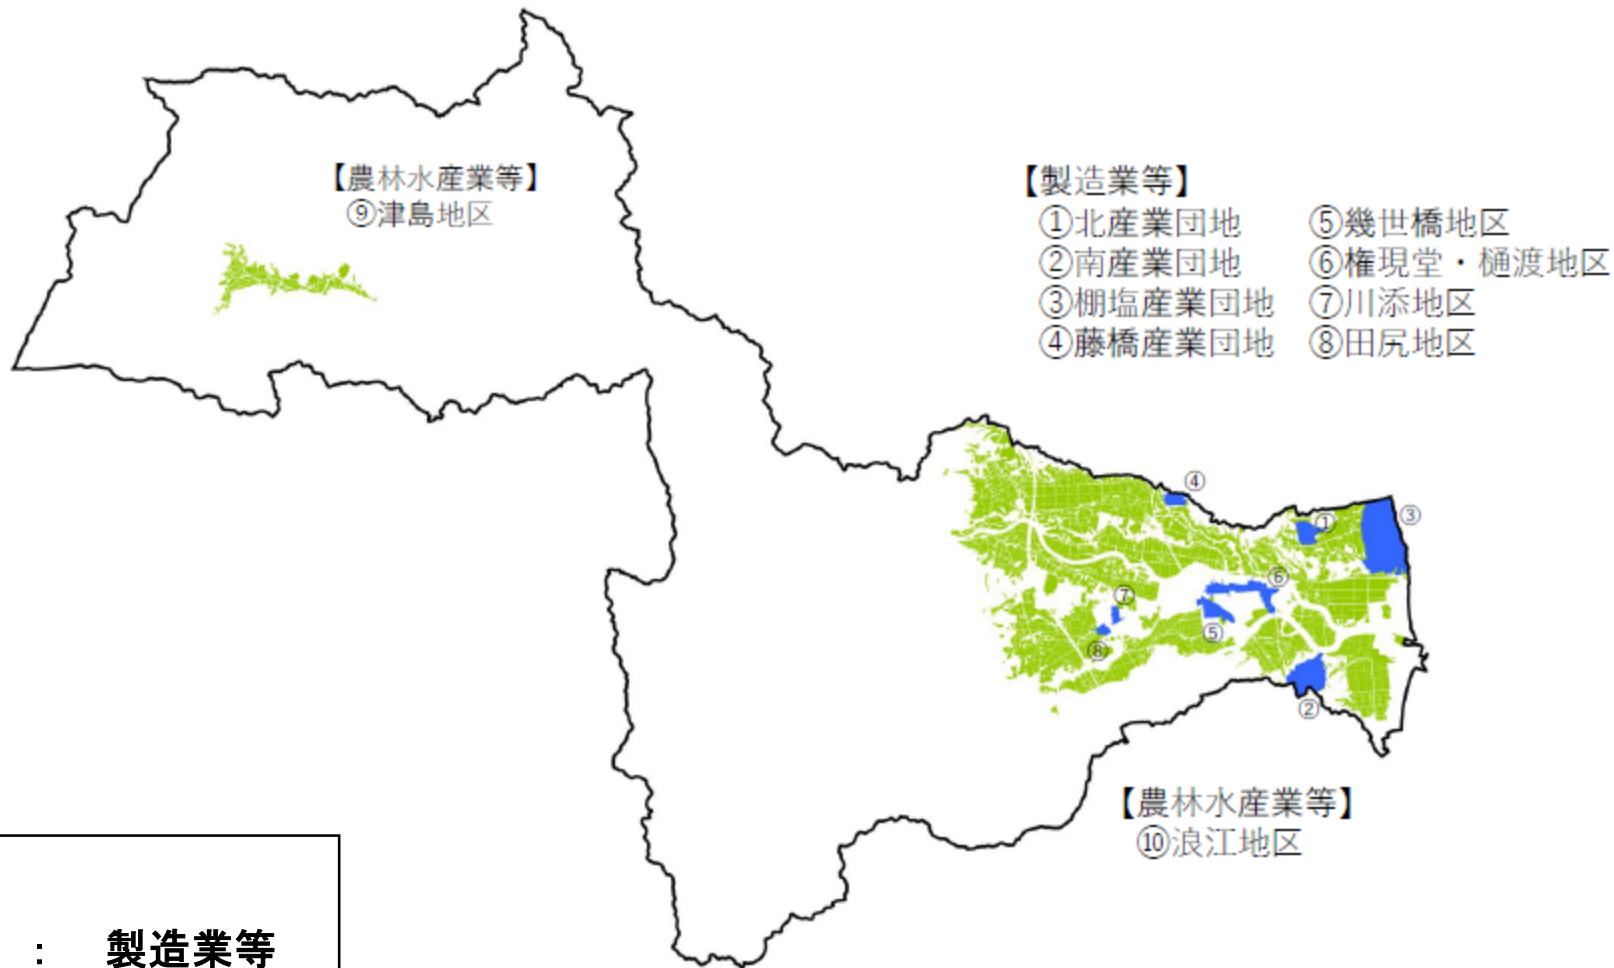 【農林水産業等】
⑨津島地区
【製造業等】
①北産業団地 ⑤幾世橋地区
②南産業団地 ⑥権現堂・樋渡地区
③棚塩産業団地 ⑦川添地区
④藤橋産業団地 ⑧田尻地区
④
①
③
⑥
⑦
⑤
⑧
②
【農林水産業等】
⑩浪江地区
： 製造業等